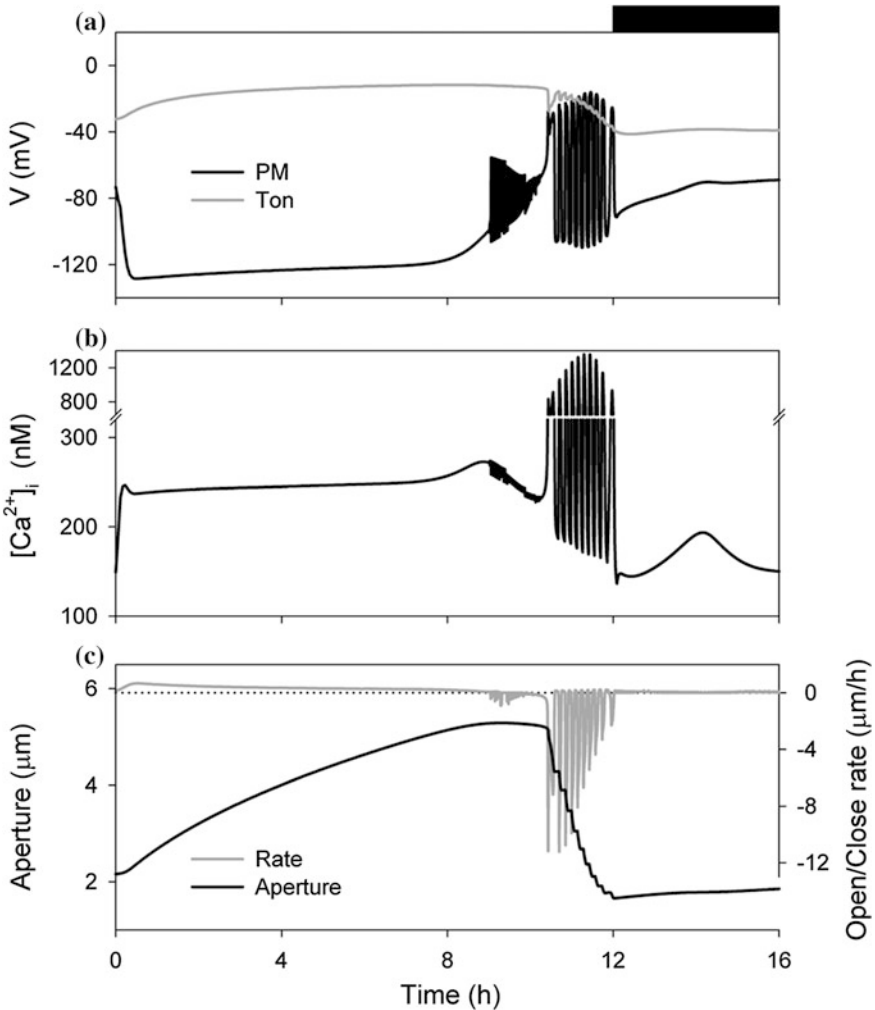 (a)
0
-40
-80
-120
V (mV)
PM
Ton
(b)
1200
800
300
200
100
[Ca²⁺]ᵢ (nM)
(c)
6
4
2
Aperture (μm)
0
-4
-8
-12
Open/Close rate (μm/h)
Rate
Aperture
0 4 8 12 16
Time (h)